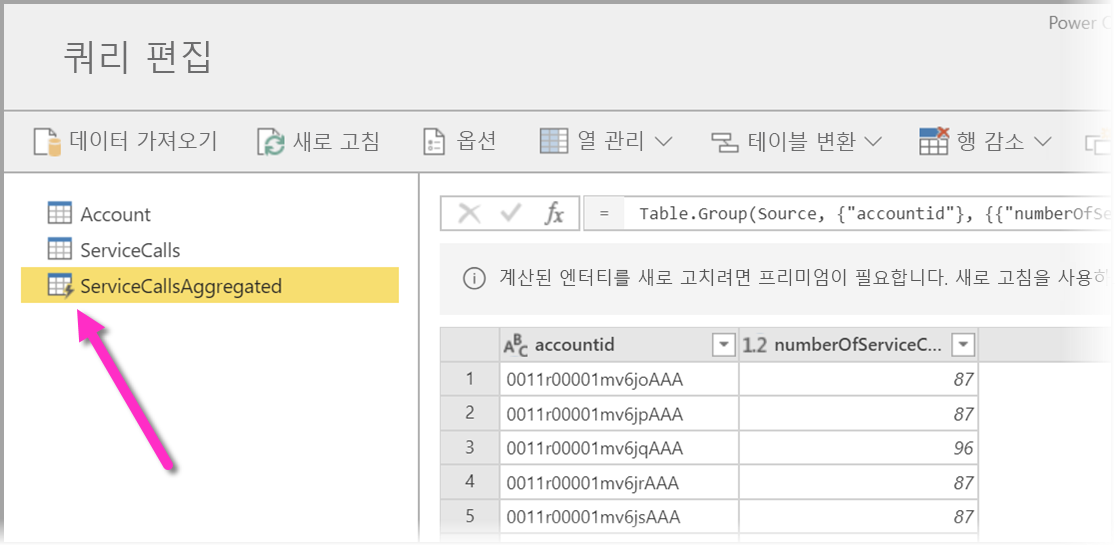 Power
쿼리 편집
데이터 가져오기 새로 고침 옵션 열 관리 테이블 변환 행 감소
Account
ServiceCalls
ServiceCallsAggregated
fx = Table.Group(Source, {"accountid"}, {{"numberOfSe
계산된 엔터티를 새로 고치려면 프리미엄이 필요합니다. 새로 고침을 사용하
ABC accountid 1.2 numberOfServiceC...
1 0011r00001mv6joAAA 87
2 0011r00001mv6jpAAA 87
3 0011r00001mv6jqAAA 96
4 0011r00001mv6jrAAA 87
5 0011r00001mv6jsAAA 87